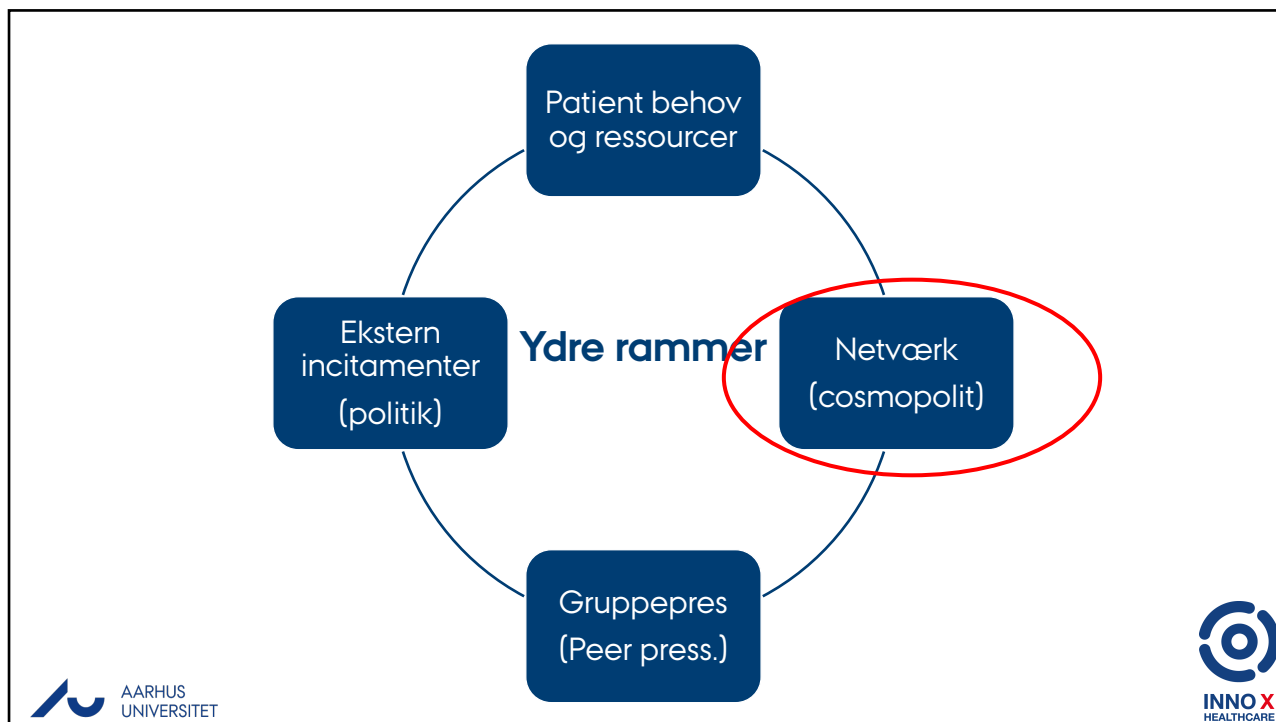 Patient behov
og ressourcer
Ekstern
incitamenter
(politik)
Ydre rammer
Netværk
(cosmopolit)
Gruppepres
(Peer press.)
AARHUS
UNIVERSITET
INNO X
HEALTHCARE